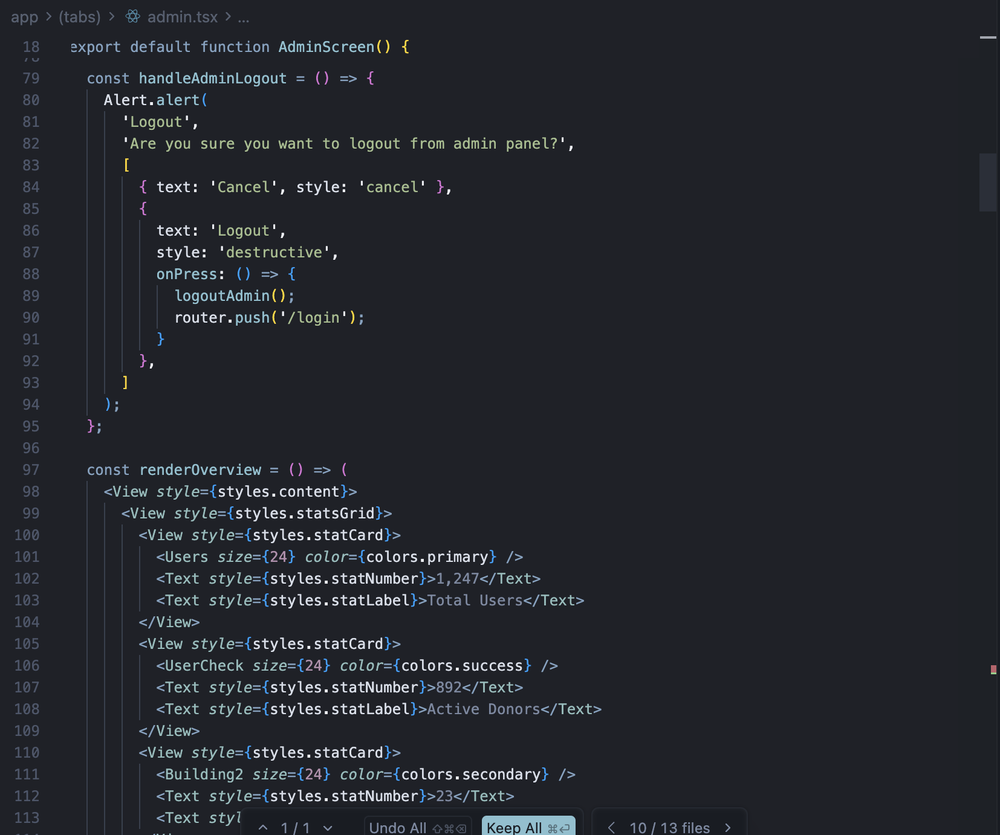 app > (tabs) > admin.tsx > ...
18 export default function AdminScreen() {
79 const handleAdminLogout = () => {
80 Alert.alert(
81 'Logout',
82 'Are you sure you want to logout from admin panel?',
83 [
84 { text: 'Cancel', style: 'cancel' },
85 {
86 text: 'Logout',
87 style: 'destructive',
88 onPress: () => {
89 logoutAdmin();
90 router.push('/login');
91 }
92 },
93 ]
94 );
95 };
96
97 const renderOverview = () => (
98 <View style={styles.content}>
99 <View style={styles.statsGrid}>
100 <View style={styles.statCard}>
101 <Users size={24} color={colors.primary} />
102 <Text style={styles.statNumber}>1,247</Text>
103 <Text style={styles.statLabel}>Total Users</Text>
104 </View>
105 <View style={styles.statCard}>
106 <UserCheck size={24} color={colors.success} />
107 <Text style={styles.statNumber}>892</Text>
108 <Text style={styles.statLabel}>Active Donors</Text>
109 </View>
110 <View style={styles.statCard}>
111 <Building2 size={24} color={colors.secondary} />
112 <Text style={styles.statNumber}>23</Text>
113 <Text styl
1 / 1 Undo All ⇧⌘⌫ Keep All ⌘⏎ 10 / 13 files